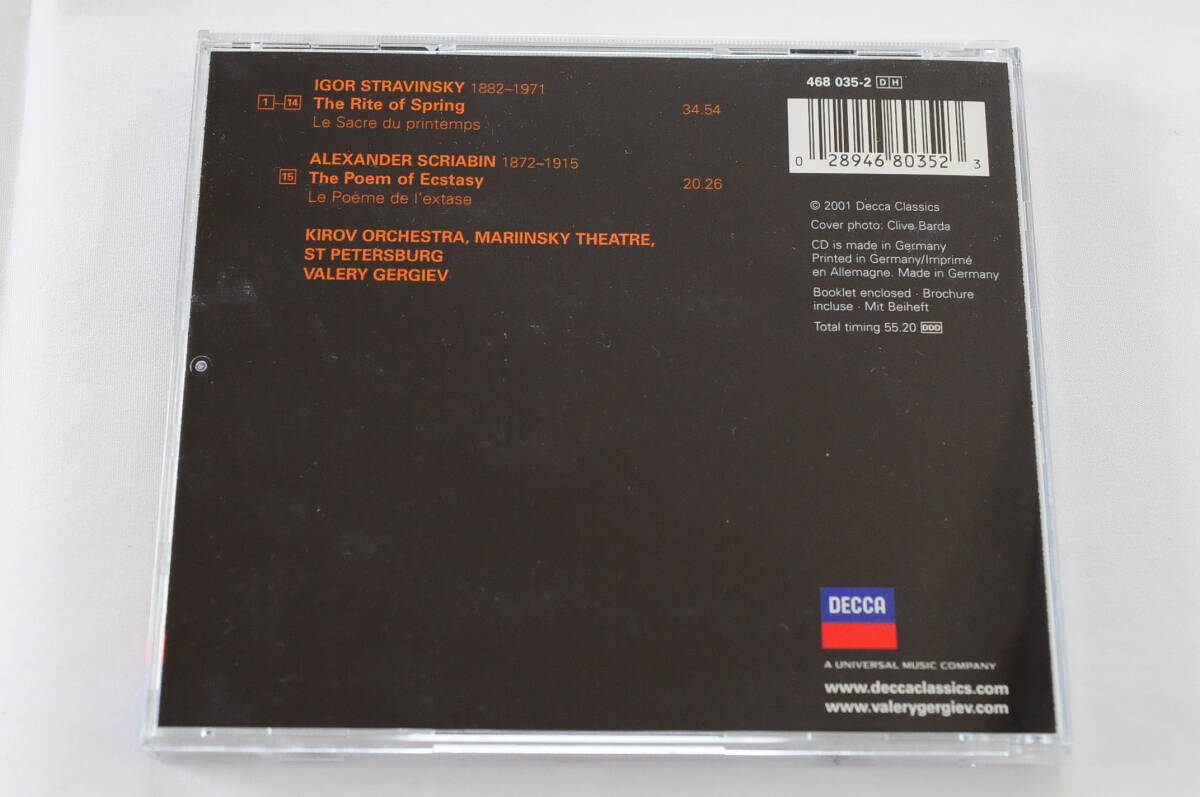 IGOR STRAVINSKY 1882–1971
1–14 The Rite of Spring 34.54
Le Sacre du printemps
ALEXANDER SCRIABIN 1872–1915
15 The Poem of Ecstasy 20.26
Le Poëme de l'extase
KIROV ORCHESTRA, MARIINSKY THEATRE,
ST PETERSBURG
VALERY GERGIEV
468 035-2 DH
0 28946 80352 3
© 2001 Decca Classics
Cover photo: Clive Barda
CD is made in Germany
Printed in Germany/Imprimé
en Allemagne. Made in Germany
Booklet enclosed · Brochure
incluse · Mit Beiheft
Total timing 55.20 DDD
DECCA
A UNIVERSAL MUSIC COMPANY
www.deccaclassics.com
www.valerygergiev.com